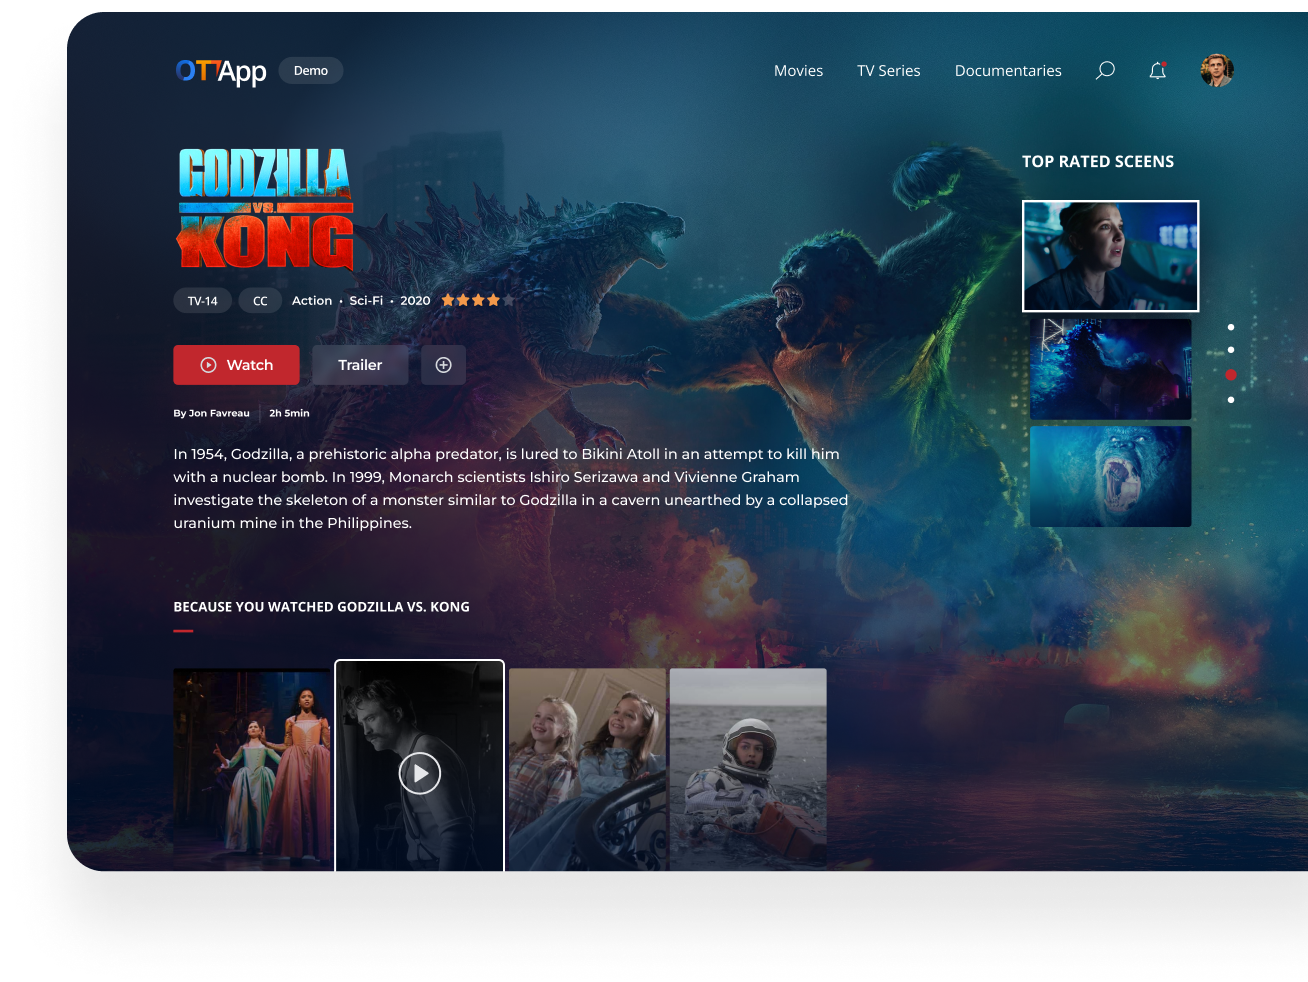 OTTApp Demo
Movies TV Series Documentaries
GODZILLA
VS.
KONG
TOP RATED SCEENS
TV-14 CC Action • Sci-Fi • 2020
Watch Trailer
By Jon Favreau 2h 5min
In 1954, Godzilla, a prehistoric alpha predator, is lured to Bikini Atoll in an attempt to kill him
with a nuclear bomb. In 1999, Monarch scientists Ishiro Serizawa and Vivienne Graham
investigate the skeleton of a monster similar to Godzilla in a cavern unearthed by a collapsed
uranium mine in the Philippines.
BECAUSE YOU WATCHED GODZILLA VS. KONG